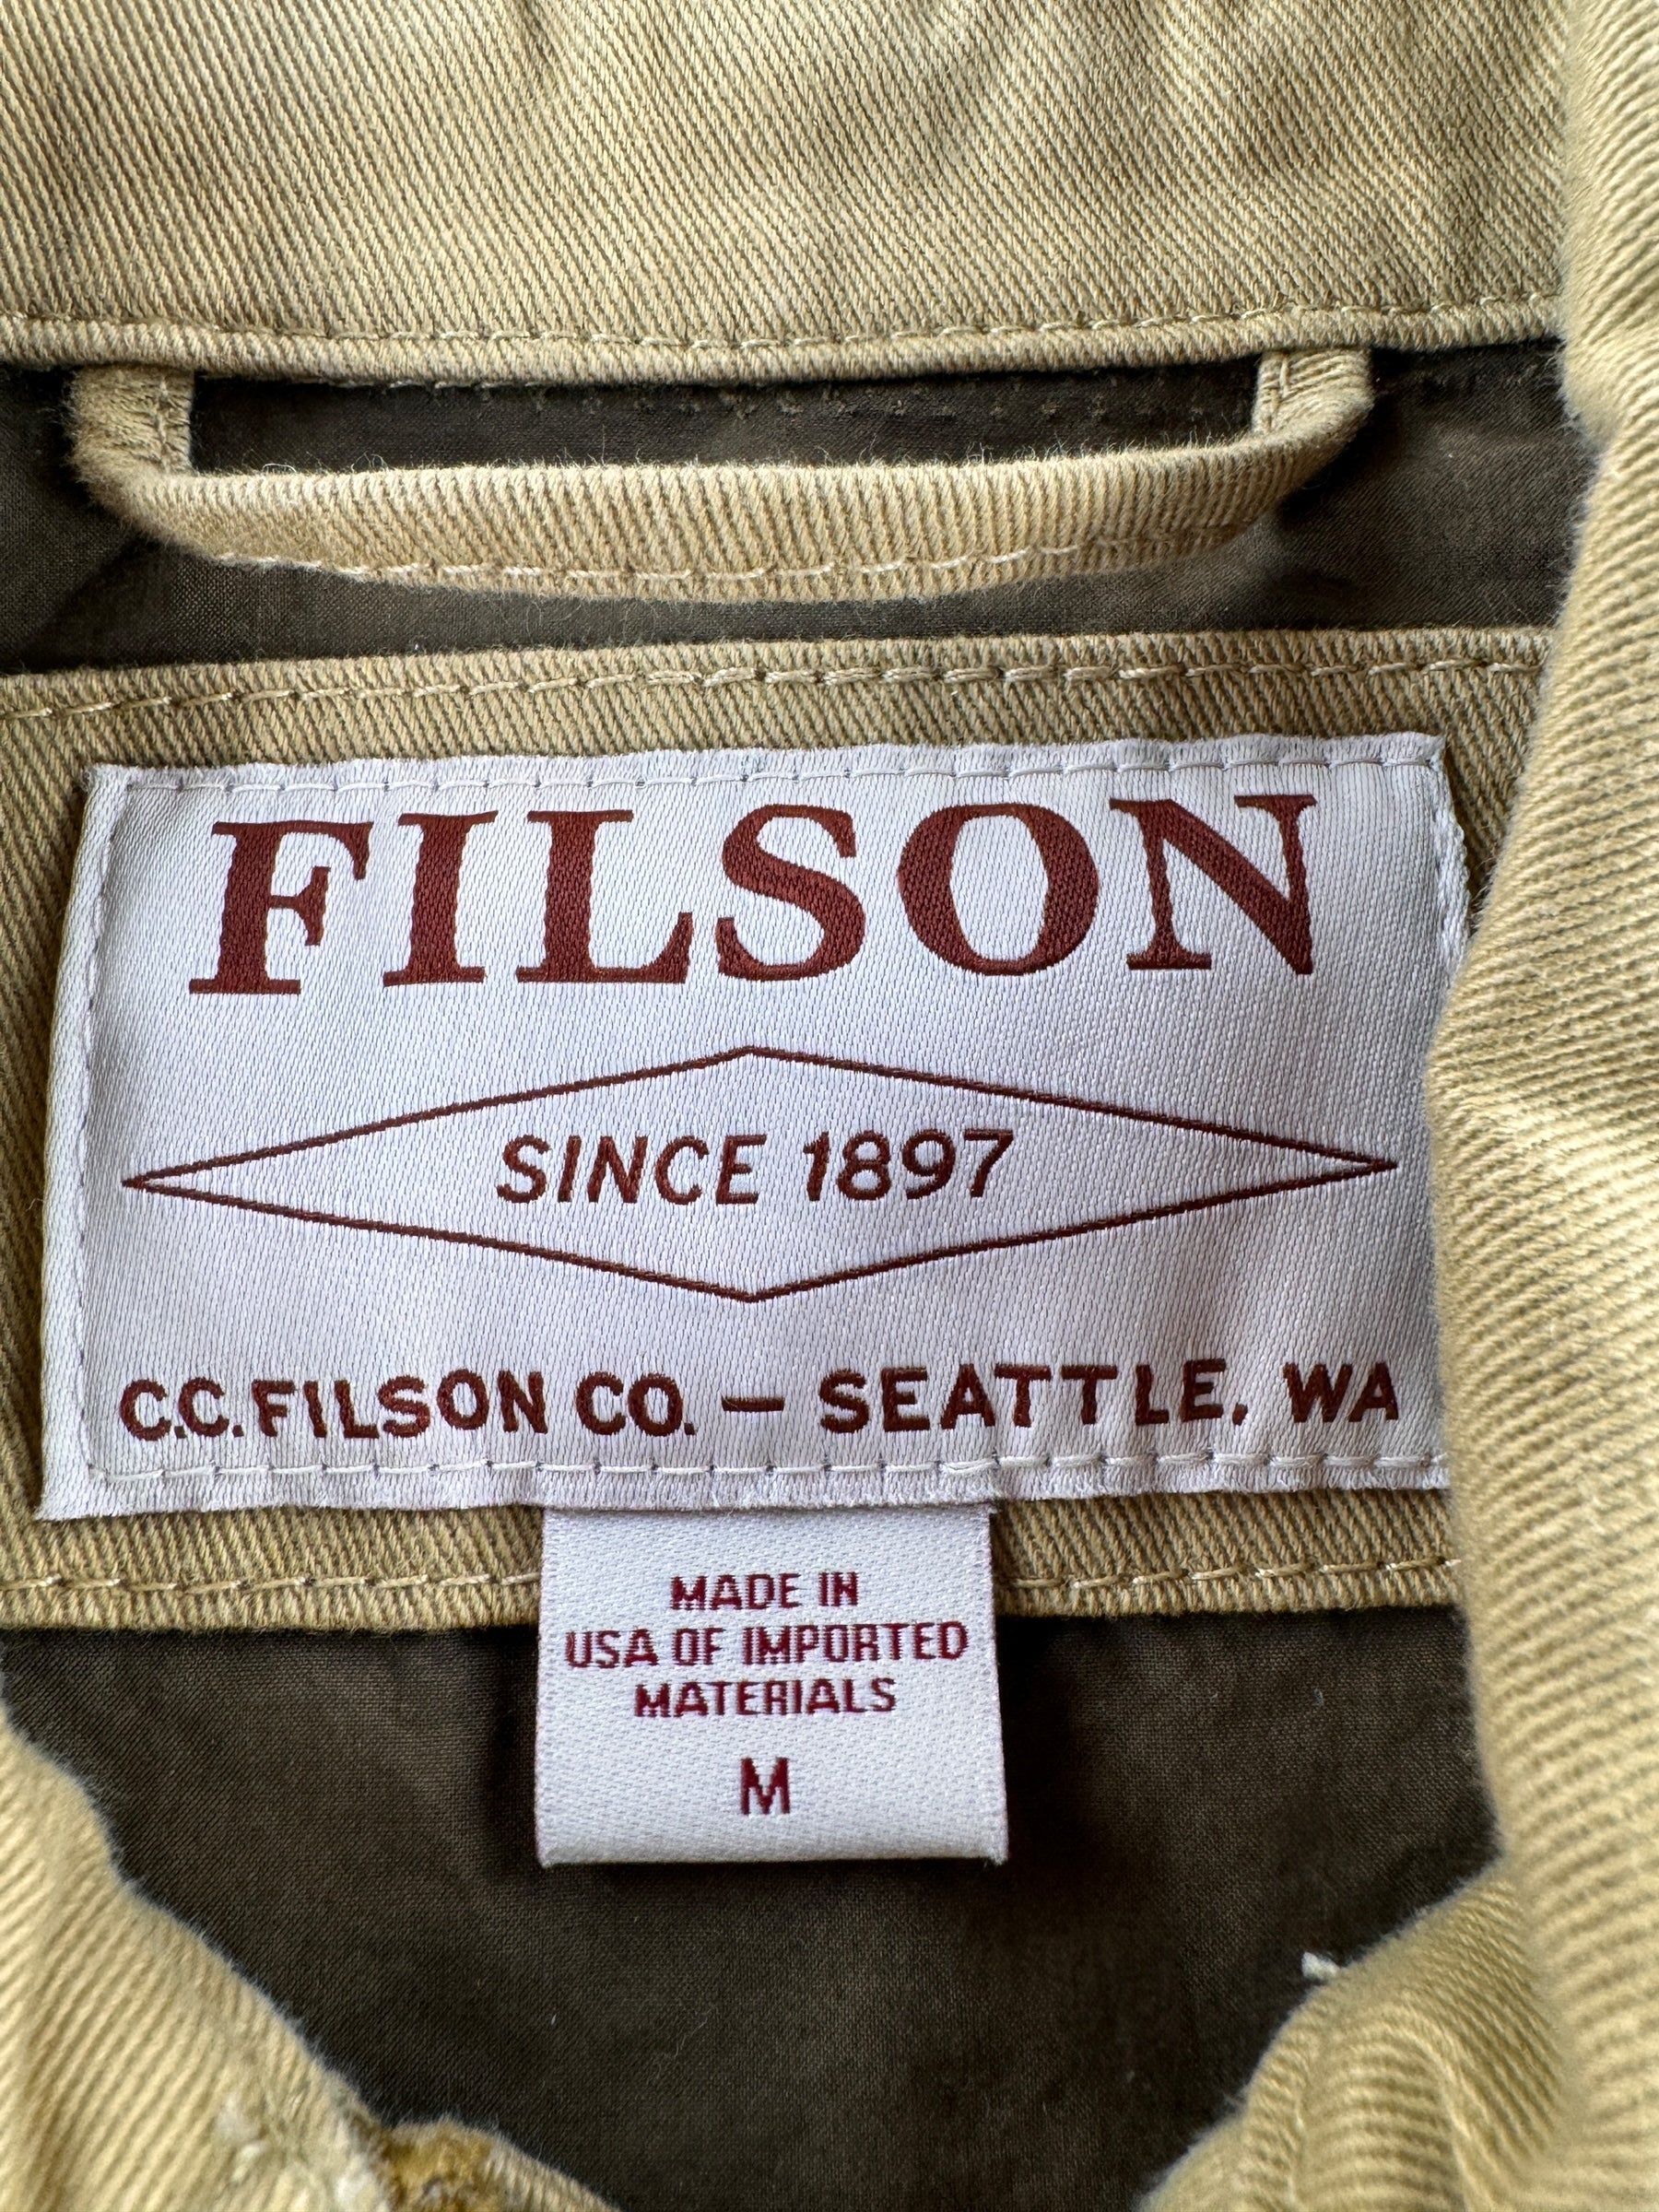 FILSON
SINCE 1897
C.C. FILSON CO. — SEATTLE, WA
MADE IN
USA OF IMPORTED
MATERIALS
M